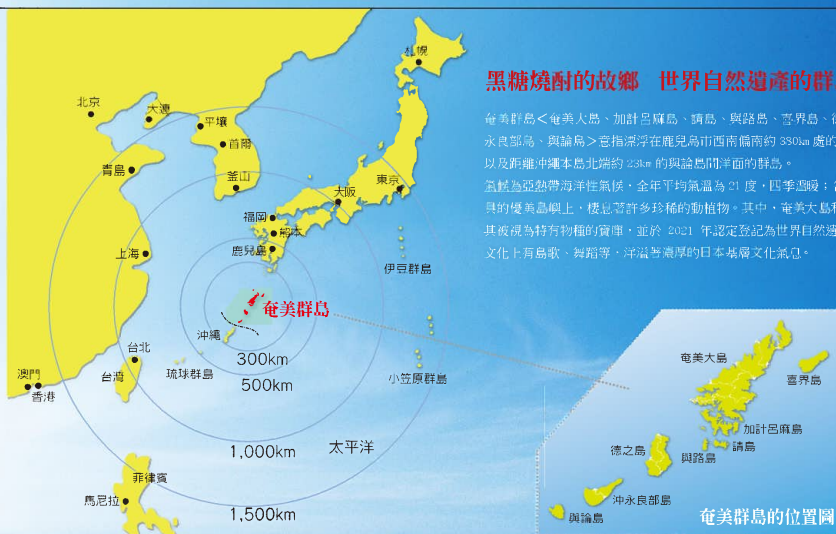 黑糖燒酎的故鄉　世界自然遺產的群
奄美群島<奄美大島、加計呂麻島、請島、與路島、喜界島、
永良部島、與論島>意指漂浮在鹿兒島市西南偏南約 380km 處的
以及距離沖繩本島北端約 23km 的與論島間洋面的群島。
氣候為亞熱帶海洋性氣候，全年平均氣溫為 21 度，四季溫暖；
具的優美島嶼上，棲息著許多珍稀的動植物。其中，奄美大島和
其被視為特有物種的寶庫，並於 2021 年認定登記為世界自然遺
文化上有島歌、舞蹈等，洋溢著濃厚的日本基層文化氣息。
札幌
北京
大連
平壤
首爾
青島
釜山
大阪
東京
福岡
熊本
鹿兒島
上海
伊豆群島
奄美群島
沖繩
台北
300km
台湾
琉球群島
500km
小笠原群島
澳門
香港
1,000km
太平洋
菲律賓
馬尼拉
1,500km
奄美大島
喜界島
加計呂麻島
請島
與路島
德之島
沖永良部島
與論島
奄美群島的位置圖